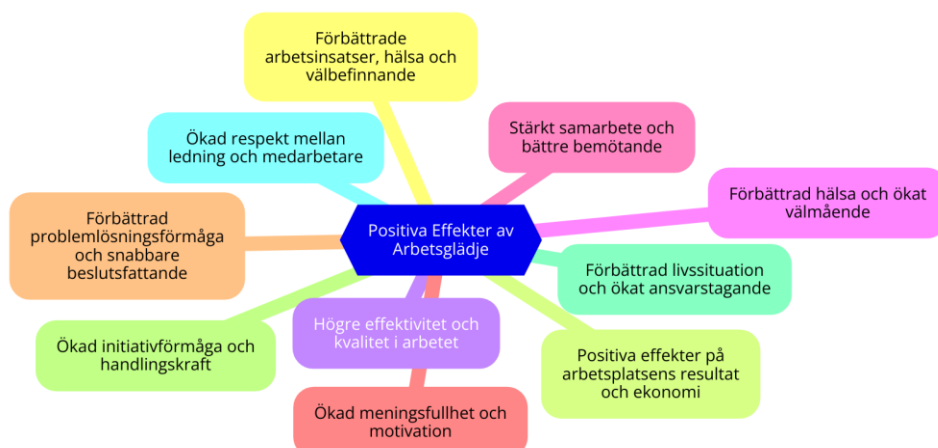 Förbättrade
arbetsinsatser, hälsa och
välbefinnande
Ökad respekt mellan
ledning och medarbetare
Stärkt samarbete och
bättre bemötande
Förbättrad hälsa och ökat
välmående
Förbättrad
problemlösningsförmåga
och snabbare
beslutsfattande
Positiva Effekter av
Arbetsglädje
Förbättrad livssituation
och ökat ansvarstagande
Ökad initiativförmåga och
handlingskraft
Högre effektivitet och
kvalitet i arbetet
Positiva effekter på
arbetsplatsens resultat
och ekonomi
Ökad meningsfullhet och
motivation